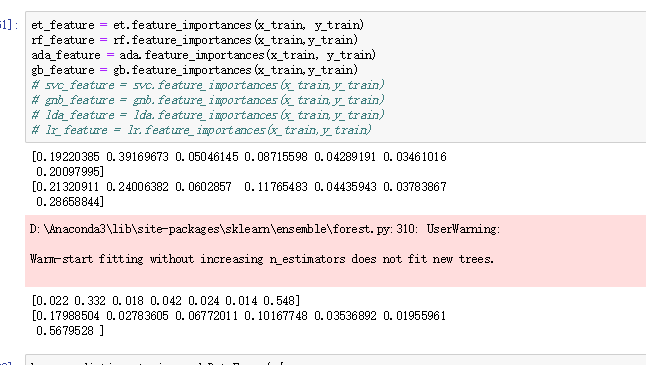 51]:
et_feature = et.feature_importances(x_train, y_train)
rf_feature = rf.feature_importances(x_train,y_train)
ada_feature = ada.feature_importances(x_train, y_train)
gb_feature = gb.feature_importances(x_train,y_train)
# svc_feature = svc.feature_importances(x_train,y_train)
# gnb_feature = gnb.feature_importances(x_train,y_train)
# lda_feature = lda.feature_importances(x_train,y_train)
# lr_feature = lr.feature_importances(x_train,y_train)
[0.19220385 0.39169673 0.05046145 0.08715598 0.04289191 0.03461016
0.20097995]
[0.21320911 0.24006382 0.0602857  0.11765483 0.04435943 0.03783867
0.28658844]
D:\Anaconda3\lib\site-packages\sklearn\ensemble\forest.py:310: UserWarning:
Warm-start fitting without increasing n_estimators does not fit new trees.
[0.022 0.332 0.018 0.042 0.024 0.014 0.548]
[0.17988504 0.02783605 0.06772011 0.10167748 0.03536892 0.01955961
0.5679528 ]